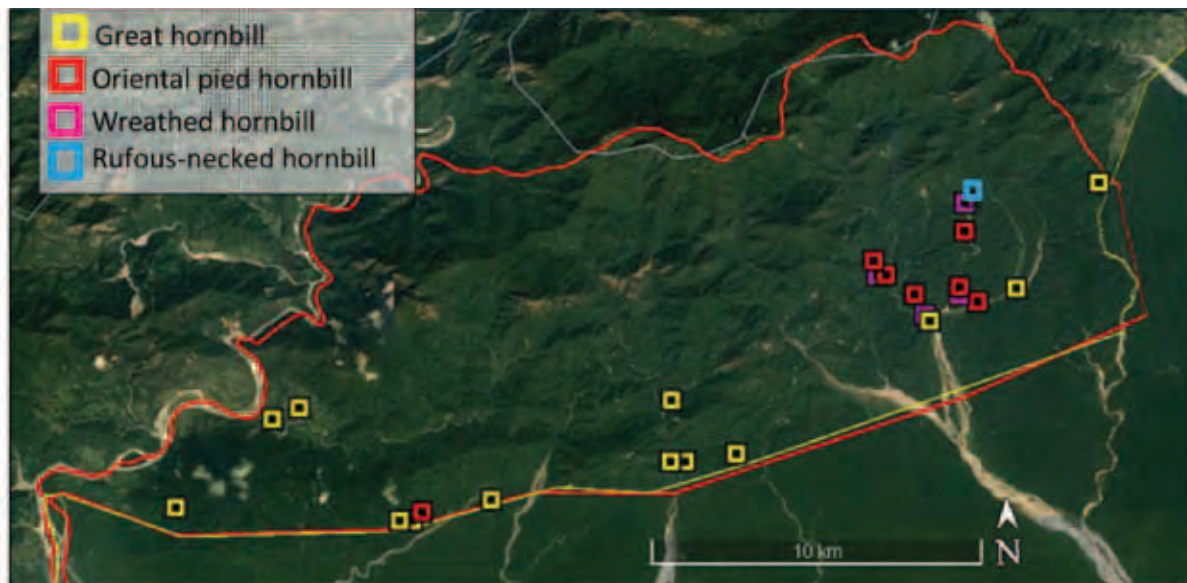 Great hornbill
Oriental pied hornbill
Wreathed hornbill
Rufous-necked hornbill
10 km
N